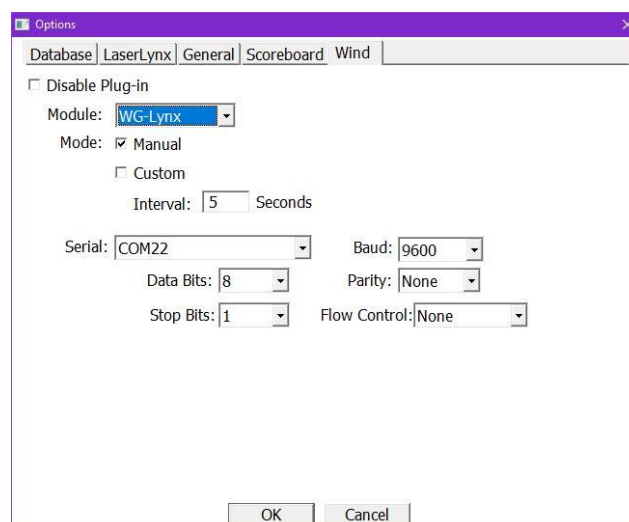 Options
Database LaserLynx General Scoreboard Wind
Disable Plug-in
Module: WG-Lynx
Mode: Manual
Custom
Interval: 5 Seconds
Serial: COM22 Baud: 9600
Data Bits: 8 Parity: None
Stop Bits: 1 Flow Control: None
OK Cancel